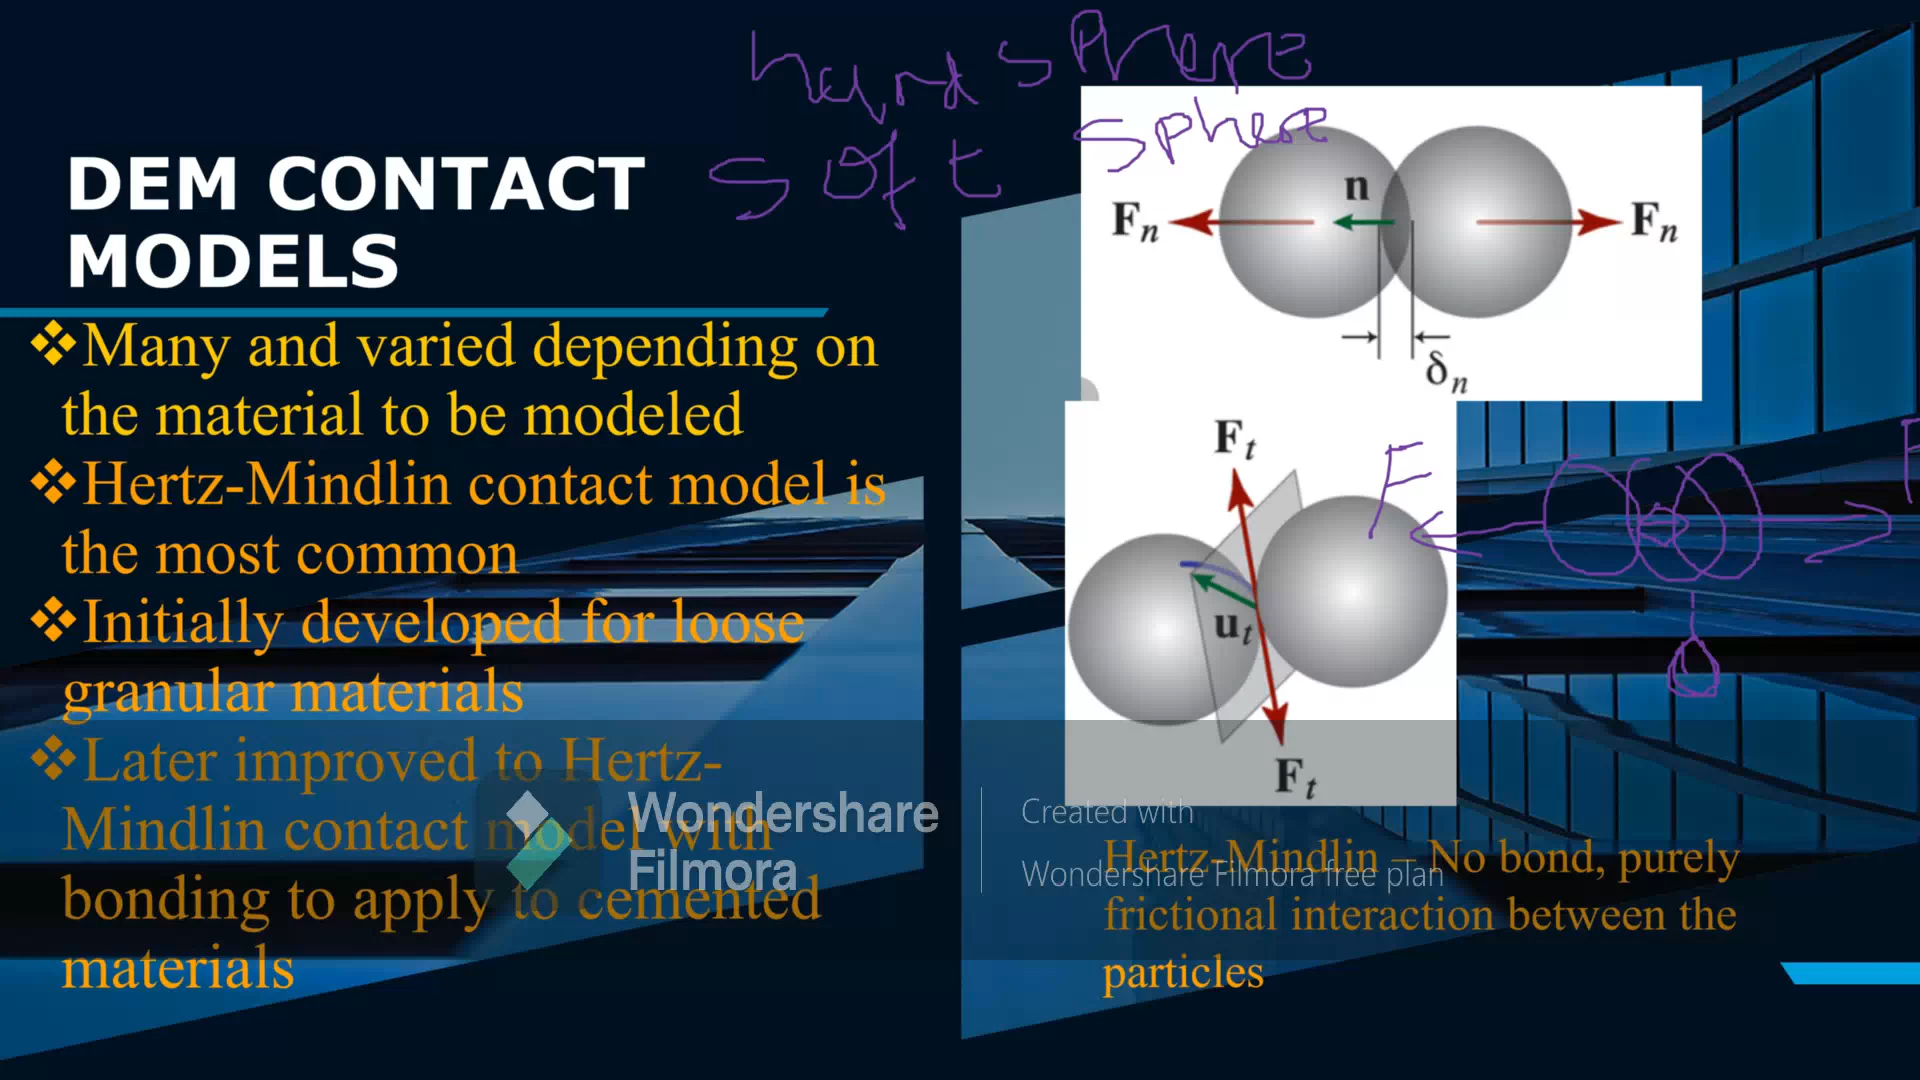 hard sphere
soft sphere
DEM CONTACT
MODELS
❖Many and varied depending on
the material to be modeled
❖Hertz-Mindlin contact model is
the most common
❖Initially developed for loose
granular materials
❖Later improved to Hertz-
Mindlin contact model with
bonding to apply to cemented
materials
n
Fn
Fn
δn
Ft
ut
Ft
F
F
Wondershare
Filmora
Created with
Wondershare Filmora free plan
Hertz-Mindlin – No bond, purely
frictional interaction between the
particles